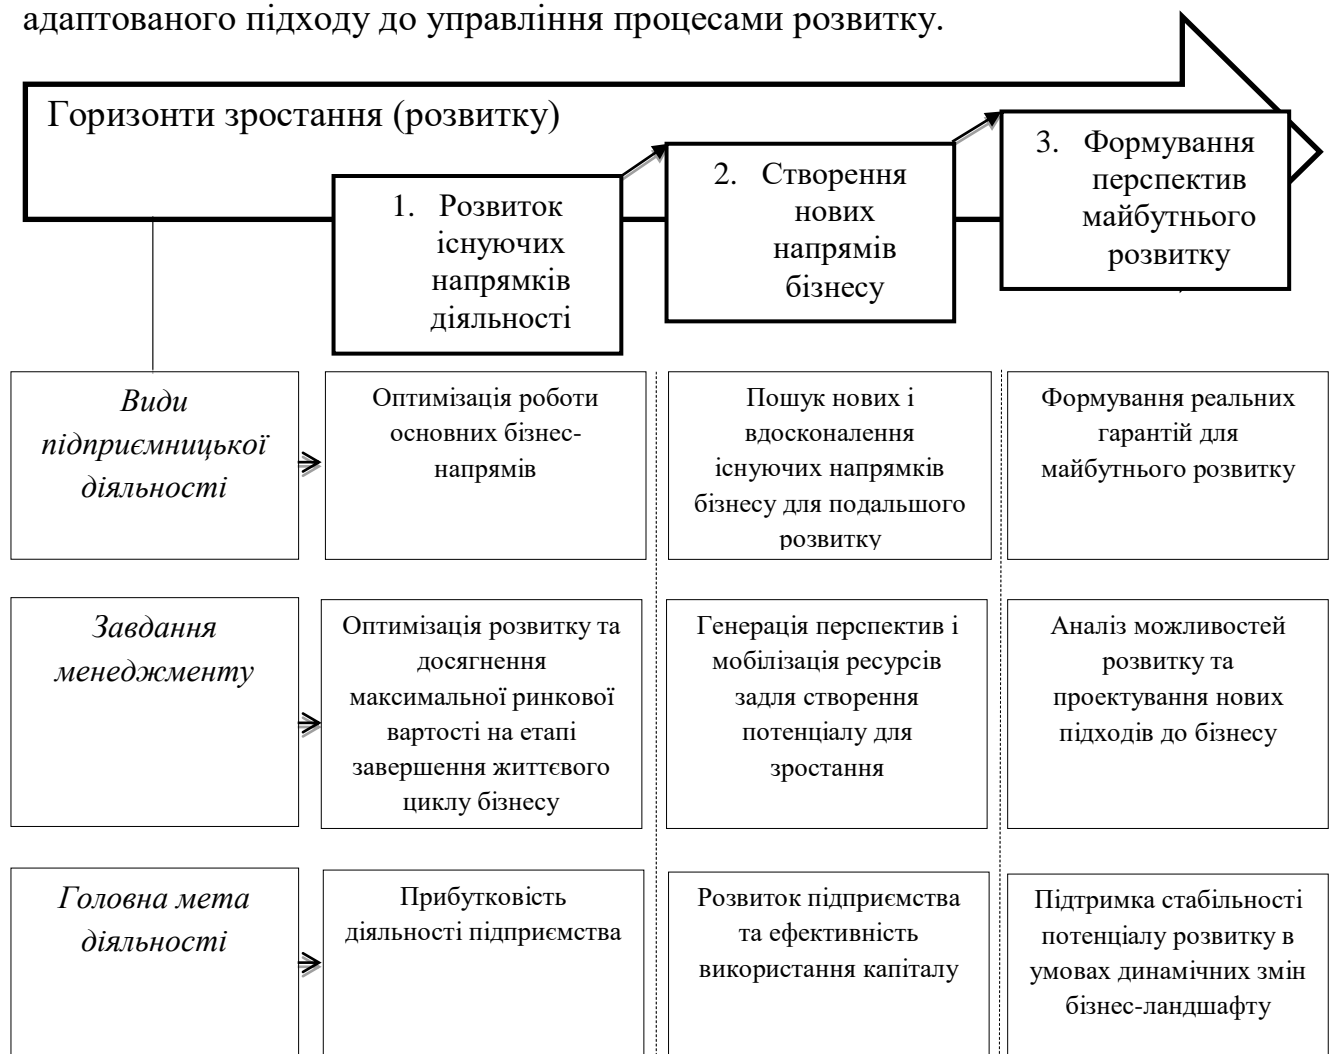 адаптованого підходу до управління процесами розвитку.
Горизонти зростання (розвитку)
1. Розвиток
існуючих
напрямків
діяльності
2. Створення
нових
напрямів
бізнесу
3. Формування
перспектив
майбутнього
розвитку
Види
підприємницької
діяльності
Оптимізація роботи
основних бізнес-
напрямів
Пошук нових і
вдосконалення
існуючих напрямків
бізнесу для подальшого
розвитку
Формування реальних
гарантій для
майбутнього розвитку
Завдання
менеджменту
Оптимізація розвитку та
досягнення
максимальної ринкової
вартості на етапі
завершення життєвого
циклу бізнесу
Генерація перспектив і
мобілізація ресурсів
задля створення
потенціалу для
зростання
Аналіз можливостей
розвитку та
проектування нових
підходів до бізнесу
Головна мета
діяльності
Прибутковість
діяльності підприємства
Розвиток підприємства
та ефективність
використання капіталу
Підтримка стабільності
потенціалу розвитку в
умовах динамічних змін
бізнес-ландшафту